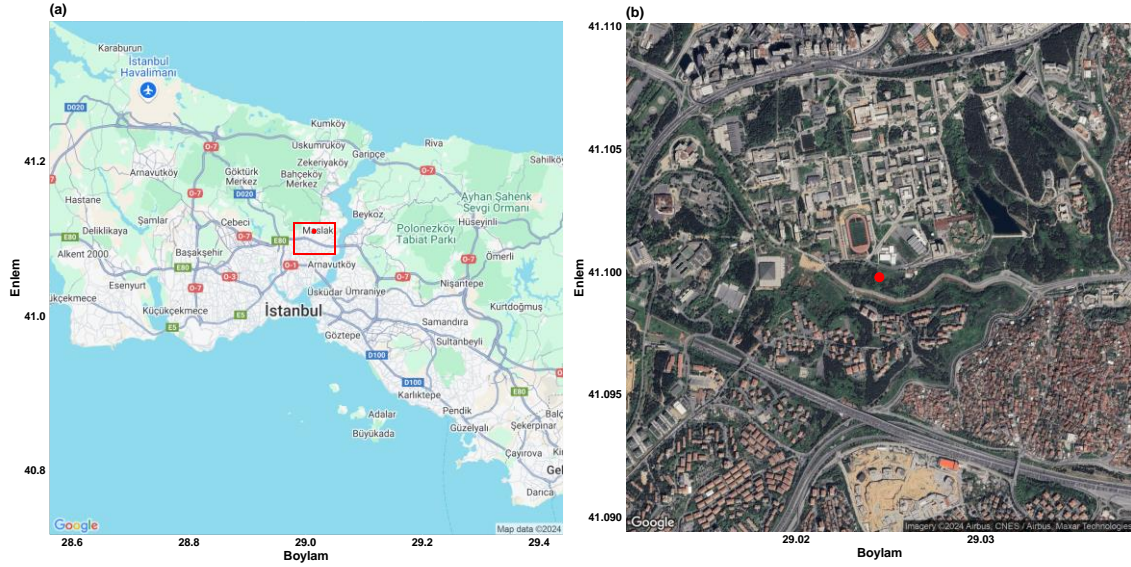 (a)
Karaburun
İstanbul
Havalimanı
D020
Kumköy
Uskumruköy
Zekeriyaköy
Garipçe
Riva
Sahilköy
O-7
Arnavutköy
Göktürk
Merkez
Bahçeköy
Merkez
O-7
D020
Ayhan Şahenk
Sevgi Ormanı
Hastane
O-7
Şamlar
Cebeci
Beykoz
Hüseyinli
Deliklikaya
O-7
Maslak
Polonezköy
Tabiat Parkı
E80
E80
Alkent 2000
Başakşehir
Ömerli
E80
O-1
Arnavutköy
O-3
O-7
Esenyurt
O-7
Nişantepe
Üsküdar
Ümraniye
ükçekmece
Küçükçekmece
E5
Kurtdoğmuş
E5
İstanbul
Samandıra
Göztepe
Sultanbeyli
D100
O-7
D100
E80
Karlıktepe
Adalar
Pendik
Büyükada
Güzelyalı
Şekerpınar
Çayırova
Gel
Darıca
Google
Map data ©2024
41.2
41.0
40.8
Enlem
28.6
28.8
29.0
29.2
29.4
Boylam
(b)
41.110
41.105
41.100
41.095
41.090
Enlem
Google
Imagery ©2024 Airbus, CNES / Airbus, Maxar Technologies
29.02
29.03
Boylam